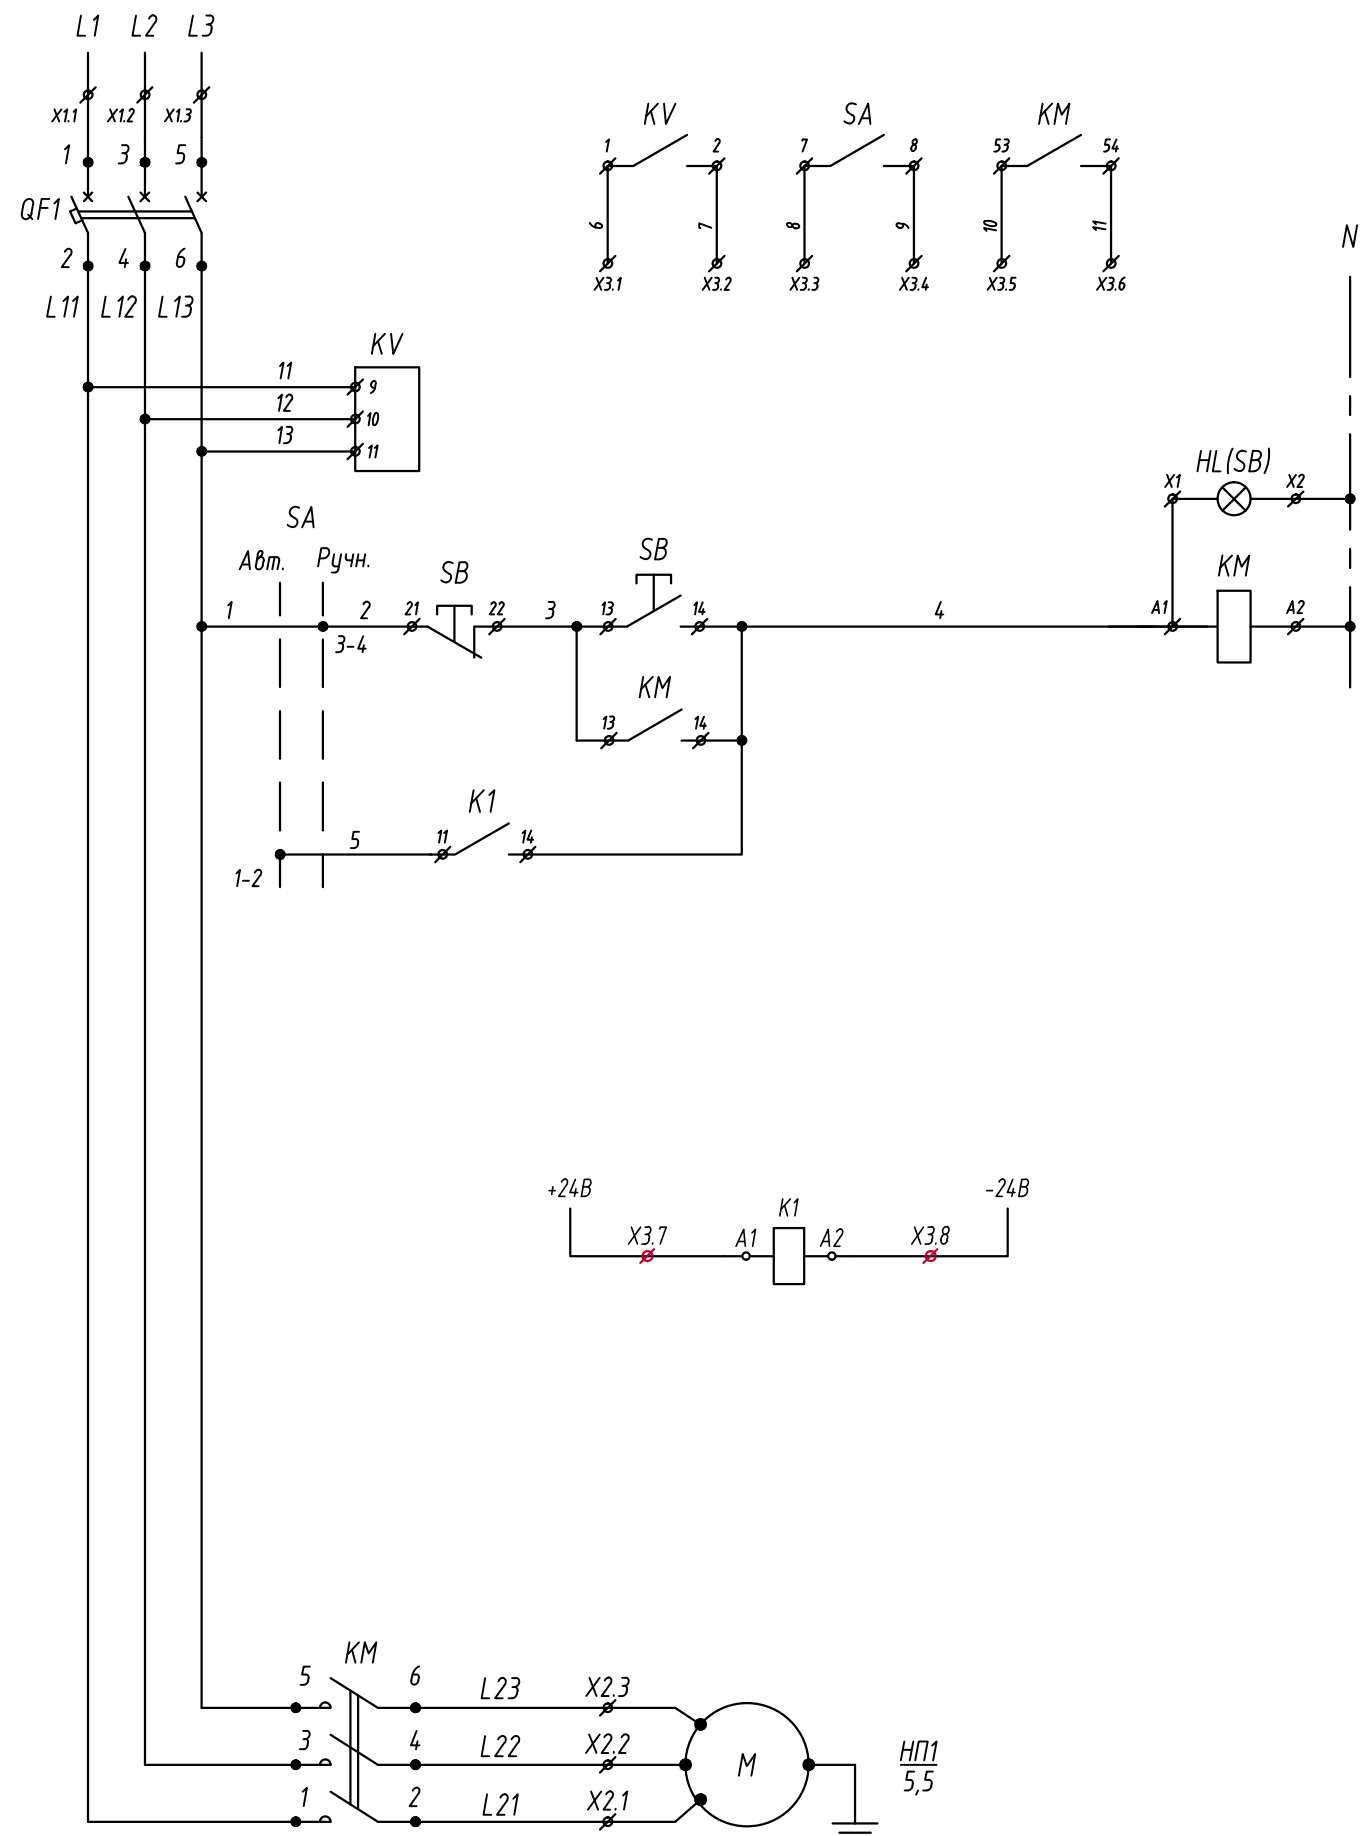 L1 L2 L3
X1.1 X1.2 X1.3
1 3 5
QF1
2 4 6
L11 L12 L13
KV SA KM
1 2 7 8 53 54
6 7 8 9 10 11
X3.1 X3.2 X3.3 X3.4 X3.5 X3.6
N
KV
11 9
12 10
13 11
HL(SB)
X1 X2
SA
Авт. Ручн.
SB SB KM
1 2 21 22 3 13 14 4 A1 A2
3-4
KM
13 14
K1
5 11 14
1-2
+24В -24В
K1
X3.7 A1 A2 X3.8
KM
5 6 L23 X2.3
3 4 L22 X2.2
M
1 2 L21 X2.1
НП1
5,5